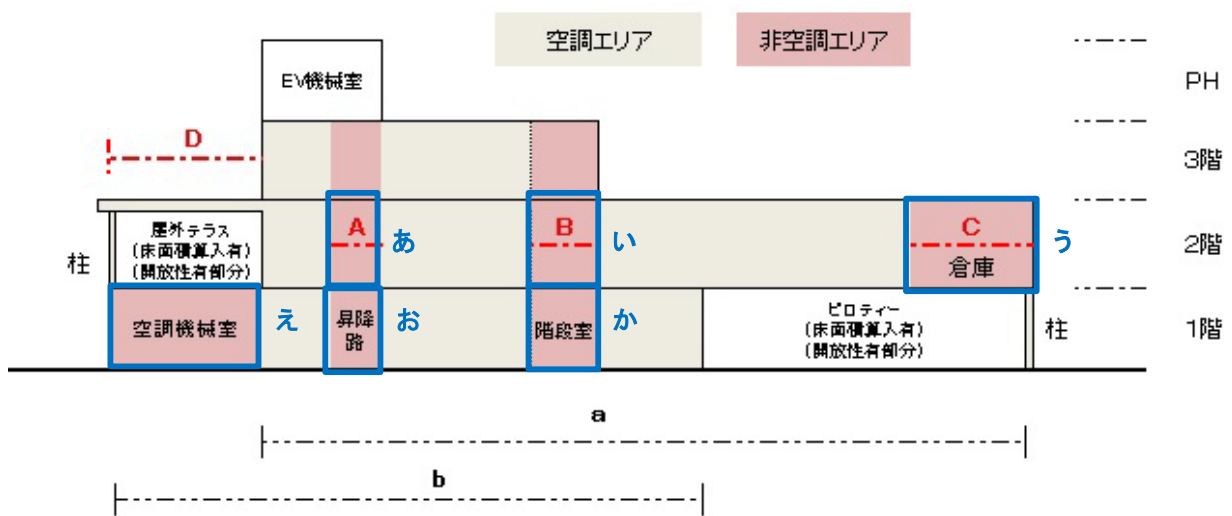 空調エリア
非空調エリア
EV機械室
PH
D
3階
屋外テラス
(床面積算入有)
(開放性有部分)
柱
A
あ
B
い
C
倉庫
う
2階
空調機械室
え
昇降
路
お
階段室
か
ピロティー
(床面積算入有)
(開放性有部分)
柱
1階
a
b